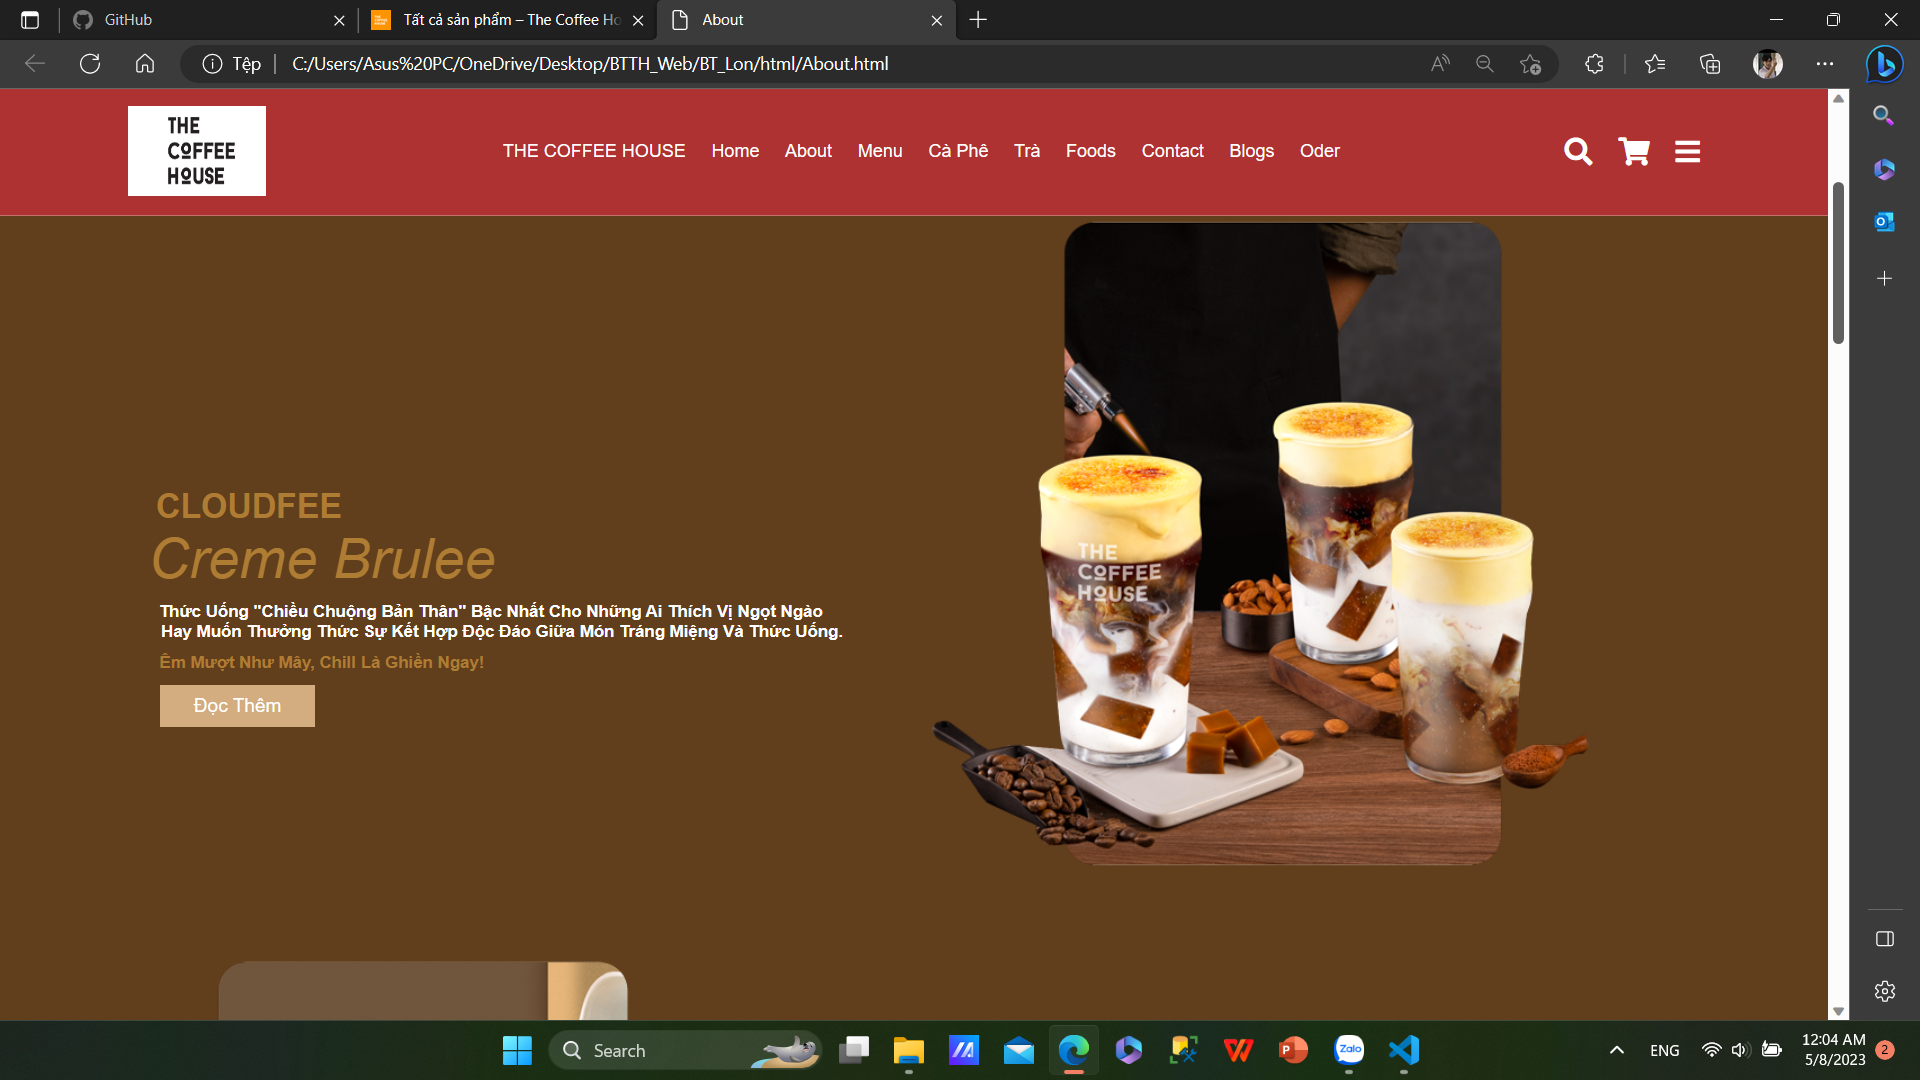 GitHub
Tất cả sản phẩm – The Coffee Ho
About
Tệp
C:/Users/Asus%20PC/OneDrive/Desktop/BTTH_Web/BT_Lon/html/About.html
THE
COFFEE
HOUSE
THE COFFEE HOUSE Home About Menu Cà Phê Trà Foods Contact Blogs Oder
CLOUDFEE
Creme Brulee
Thức Uống "Chiều Chuộng Bản Thân" Bậc Nhất Cho Những Ai Thích Vị Ngọt Ngào
Hay Muốn Thưởng Thức Sự Kết Hợp Độc Đáo Giữa Món Tráng Miệng Và Thức Uống.
Êm Mượt Như Mây, Chill Là Ghiền Ngay!
Đọc Thêm
THE
COFFEE
HOUSE
Search
Zalo
ENG
12:04 AM
5/8/2023
2